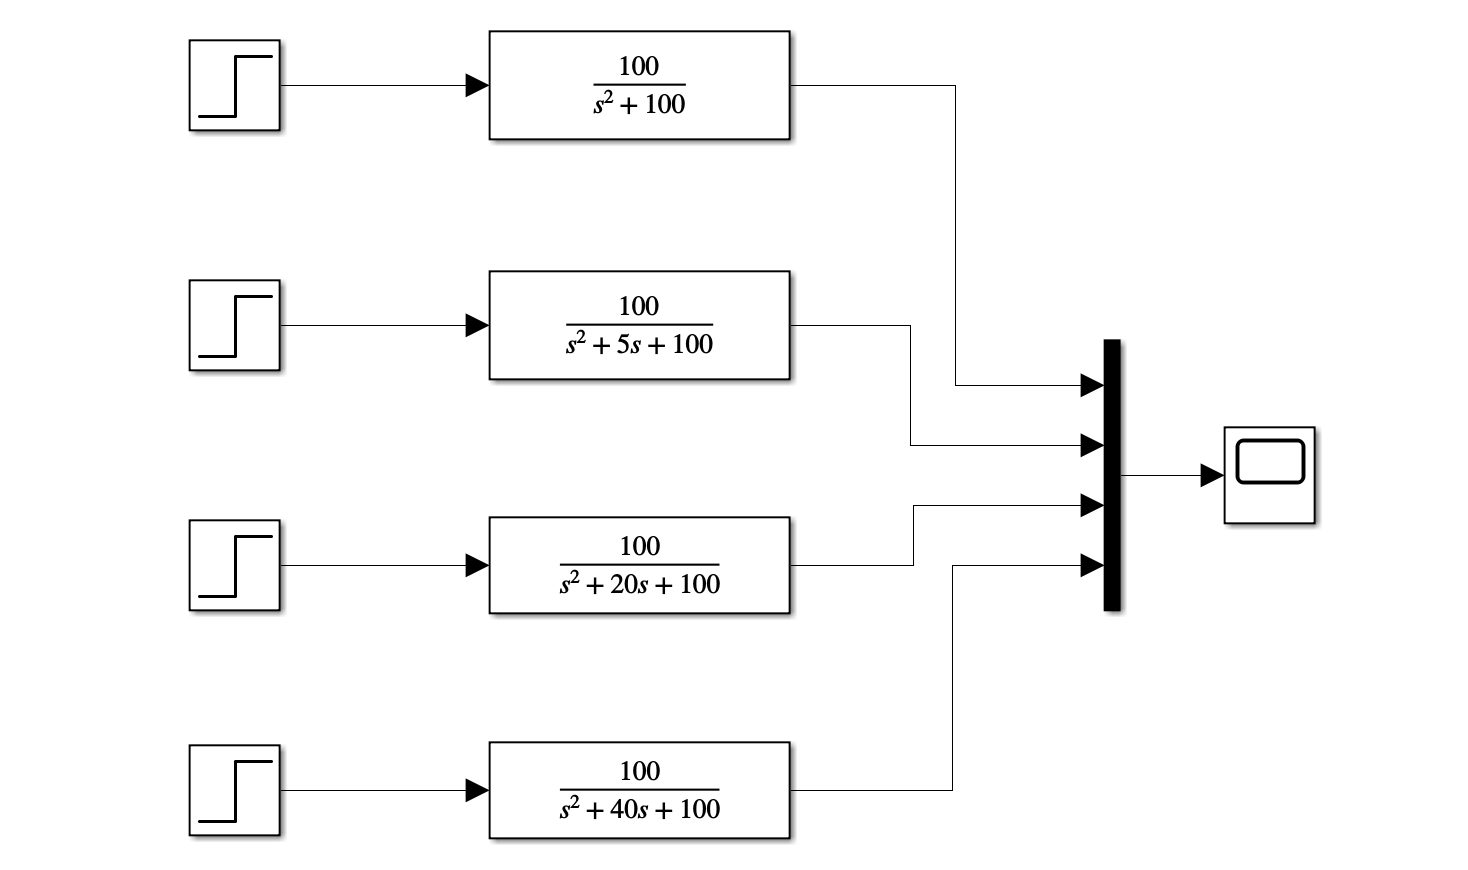 100
s² + 100
100
s² + 5s + 100
100
s² + 20s + 100
100
s² + 40s + 100